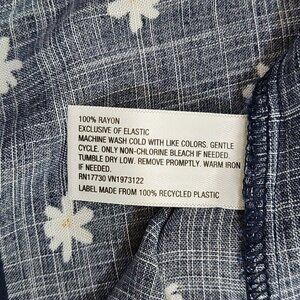 100% RAYON
EXCLUSIVE OF ELASTIC
MACHINE WASH COLD WITH LIKE COLORS. GENTLE
CYCLE. ONLY NON-CHLORINE BLEACH IF NEEDED.
TUMBLE DRY LOW. REMOVE PROMPTLY. WARM IRON
IF NEEDED.
RN17730 VN1973122
LABEL MADE FROM 100% RECYCLED PLASTIC